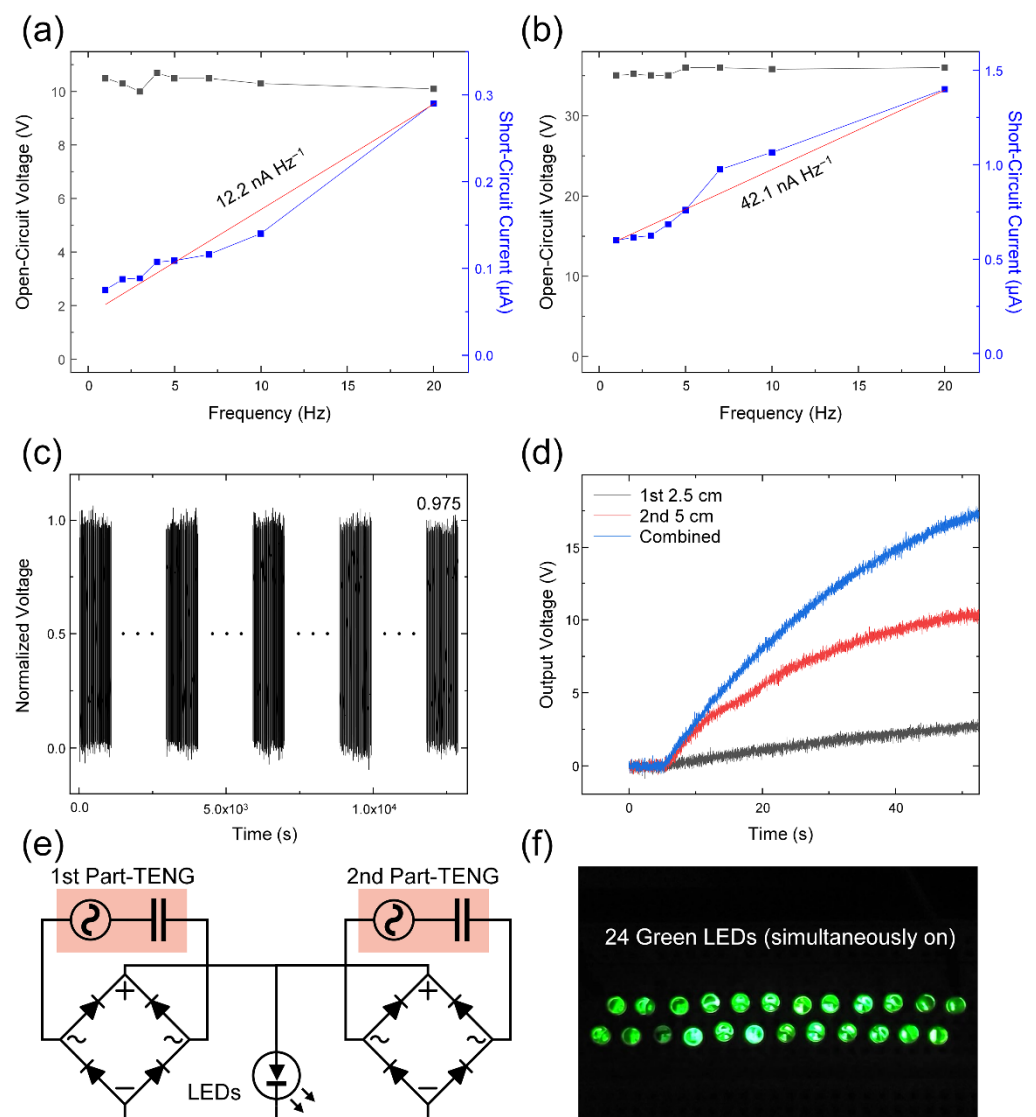 (a)
10
8
6
4
2
0
Open-Circuit Voltage (V)
12.2 nA Hz⁻¹
0.3
0.2
0.1
0.0
Short-Circuit Current (μA)
0 5 10 15 20
Frequency (Hz)
(b)
30
20
10
0
Open-Circuit Voltage (V)
42.1 nA Hz⁻¹
1.5
1.0
0.5
0.0
Short-Circuit Current (μA)
0 5 10 15 20
Frequency (Hz)
(c)
1.0
0.5
0.0
Normalized Voltage
0.975
0.0 5.0x10³ 1.0x10⁴
Time (s)
(d)
1st 2.5 cm
2nd 5 cm
Combined
15
10
5
0
Output Voltage (V)
0 20 40
Time (s)
(e)
1st Part-TENG
2nd Part-TENG
+
~ ~
−
LEDs
+
~ ~
−
(f)
24 Green LEDs (simultaneously on)